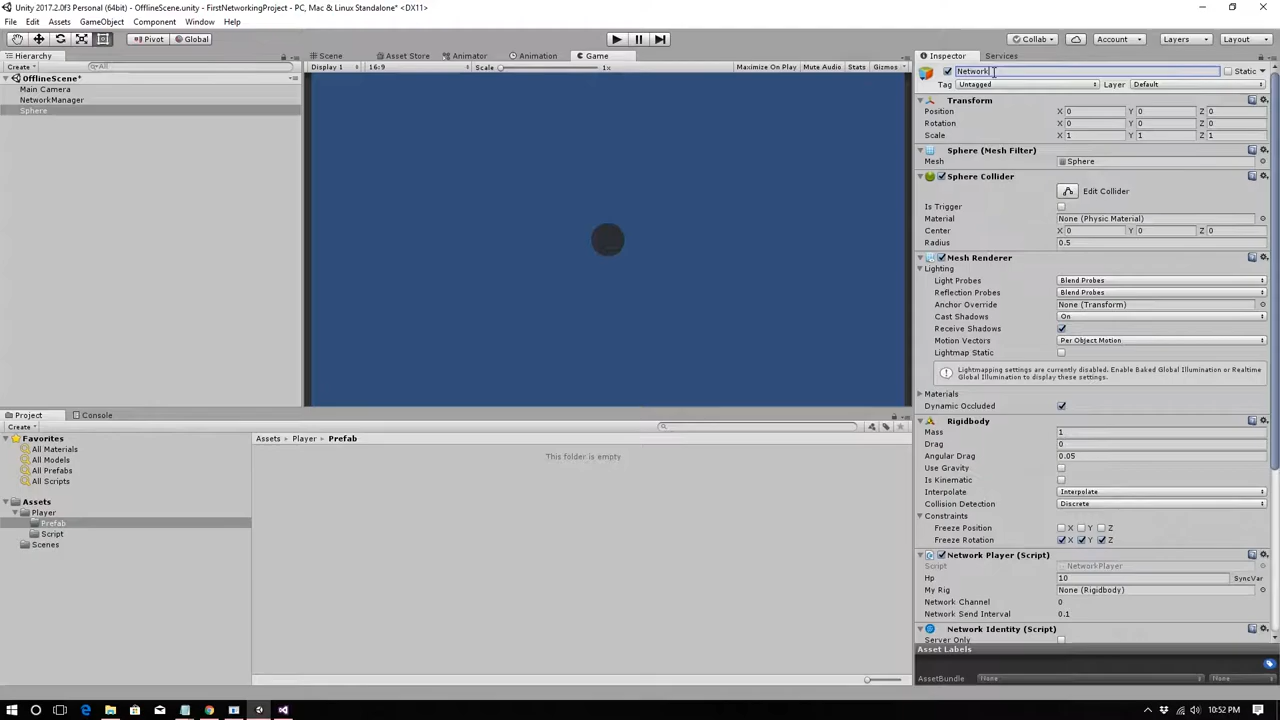 Unity 2017.2.0f3 Personal (64bit) - OfflineScene.unity - FirstNetworkingProject - PC, Mac & Linux Standalone* <DX11>
File Edit Assets GameObject Component Window Help
Pivot Global Collab Account Layers Layout
Hierarchy Scene Asset Store Animator Animation Game Inspector Services
Create All Display 1 16:9 Scale 1x Maximize On Play Mute Audio Stats Gizmos Network Static
OfflineScene*
Tag Untagged Layer Default
Main Camera
NetworkManager
Sphere
Transform
Position X 0 Y 0 Z 0
Rotation X 0 Y 0 Z 0
Scale X 1 Y 1 Z 1
Sphere (Mesh Filter)
Mesh Sphere
Sphere Collider
Edit Collider
Is Trigger
Material None (Physic Material)
Center X 0 Y 0 Z 0
Radius 0.5
Mesh Renderer
Lighting
Light Probes Blend Probes
Reflection Probes Blend Probes
Anchor Override None (Transform)
Cast Shadows On
Receive Shadows
Motion Vectors Per Object Motion
Lightmap Static
Lightmapping settings are currently disabled. Enable Baked Global Illumination or Realtime
Global Illumination to display these settings.
Materials
Dynamic Occluded
Rigidbody
Mass 1
Drag 0
Angular Drag 0.05
Use Gravity
Is Kinematic
Interpolate Interpolate
Collision Detection Discrete
Constraints
Freeze Position X Y Z
Freeze Rotation X Y Z
Network Player (Script)
Script NetworkPlayer
Hp 10 SyncVar
My Rig None (Rigidbody)
Network Channel 0
Network Send Interval 0.1
Network Identity (Script)
Server Only
Asset Labels
AssetBundle None None
Project Console
Create
Favorites
All Materials
All Models
All Prefabs
All Scripts
Assets
Player
Prefab
Script
Scenes
Assets Player Prefab
This folder is empty
10:52 PM